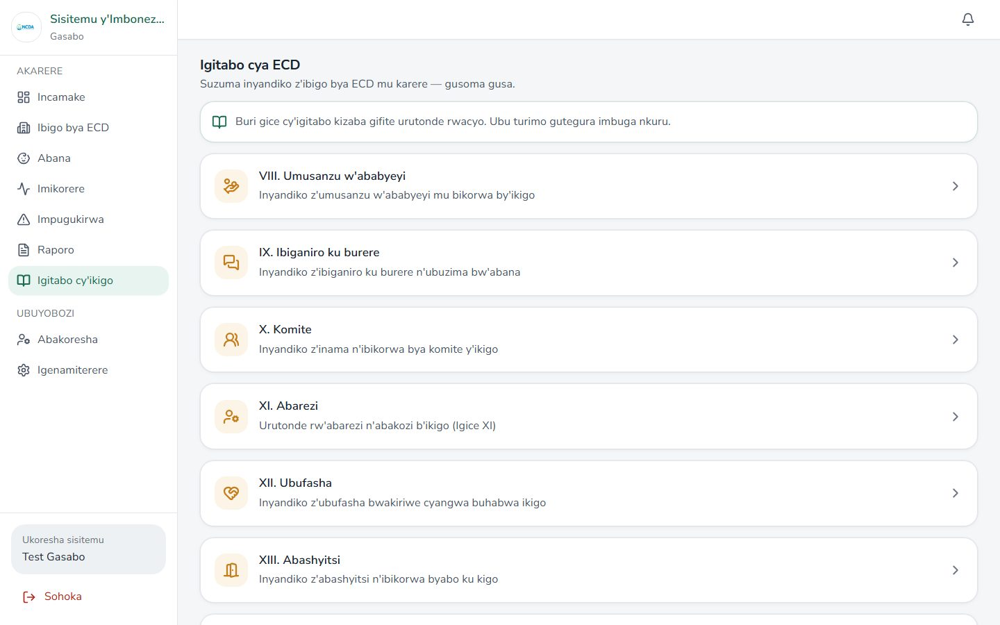 NCDA
Sisitemu y'Imbonez...
Gasabo
AKARERE
Incamake
Ibigo bya ECD
Abana
Imikorere
Impugukirwa
Raporo
Igitabo cy'ikigo
UBUYOBOZI
Abakoresha
Igenamiterere
Ukoresha sisitemu
Test Gasabo
Sohoka
Igitabo cya ECD
Suzuma inyandiko z'ibigo bya ECD mu karere — gusoma gusa.
Buri gice cy'igitabo kizaba gifite urutonde rwacyo. Ubu turimo gutegura imbuga nkuru.
VIII. Umusanzu w'ababyeyi
Inyandiko z'umusanzu w'ababyeyi mu bikorwa by'ikigo
IX. Ibiganiro ku burere
Inyandiko z'ibiganiro ku burere n'ubuzima bw'abana
X. Komite
Inyandiko z'inama n'ibikorwa bya komite y'ikigo
XI. Abarezi
Urutonde rw'abarezi n'abakozi b'ikigo (Igice XI)
XII. Ubufasha
Inyandiko z'ubufasha bwakiriwe cyangwa buhabwa ikigo
XIII. Abashyitsi
Inyandiko z'abashyitsi n'ibikorwa byabo ku kigo